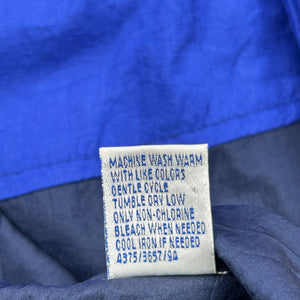 MACHINE WASH WARM
WITH LIKE COLORS
GENTLE CYCLE
TUMBLE DRY LOW
ONLY NON-CHLORINE
BLEACH WHEN NEEDED
COOL IRON IF NEEDED
4375/3657/94